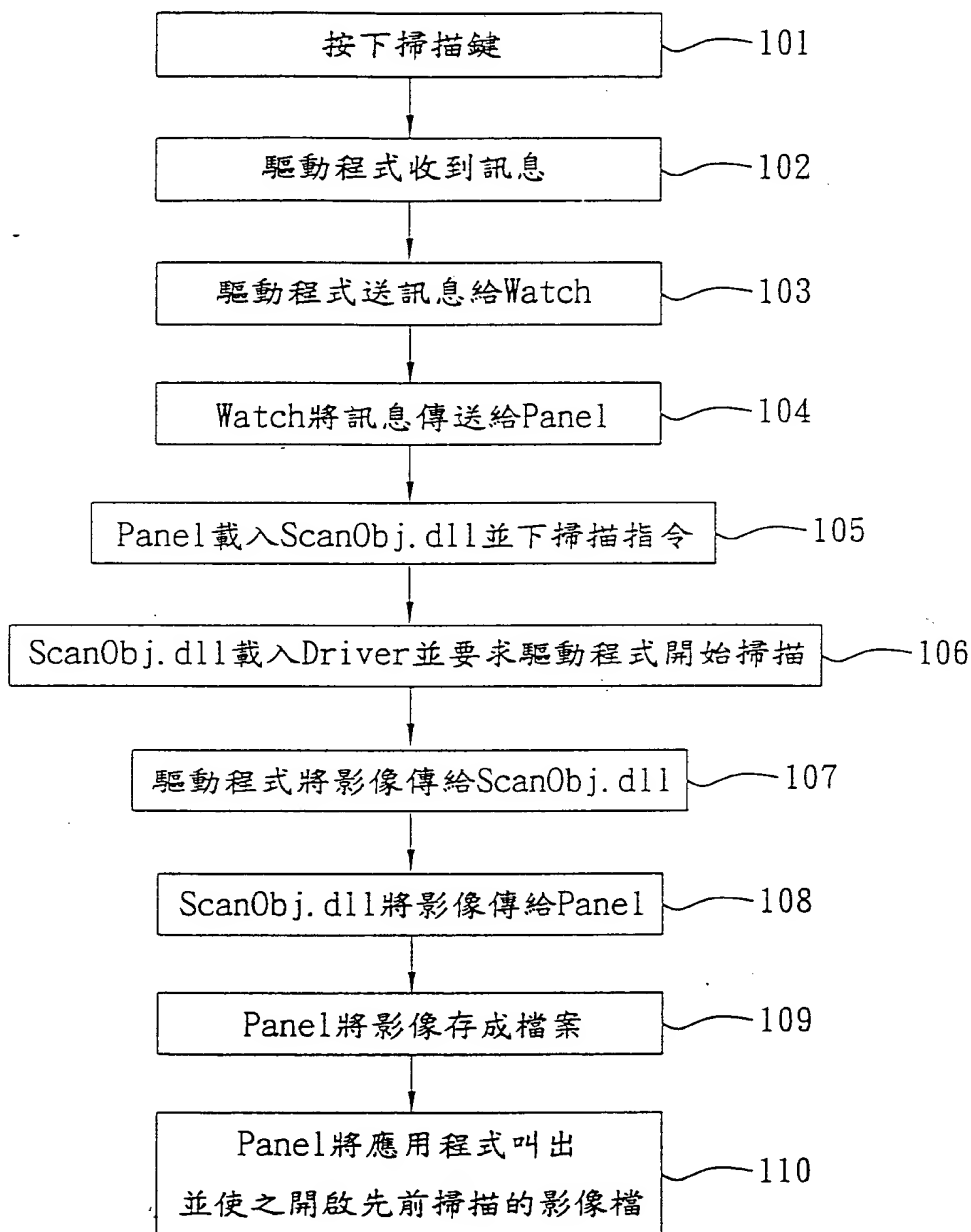 按下掃描鍵 101
驅動程式收到訊息 102
驅動程式送訊息給Watch 103
Watch將訊息傳送給Panel 104
Panel載入ScanObj.dll並下掃描指令 105
ScanObj.dll載入Driver並要求驅動程式開始掃描 106
驅動程式將影像傳給ScanObj.dll 107
ScanObj.dll將影像傳給Panel 108
Panel將影像存成檔案 109
Panel將應用程式叫出
並使之開啟先前掃描的影像檔 110